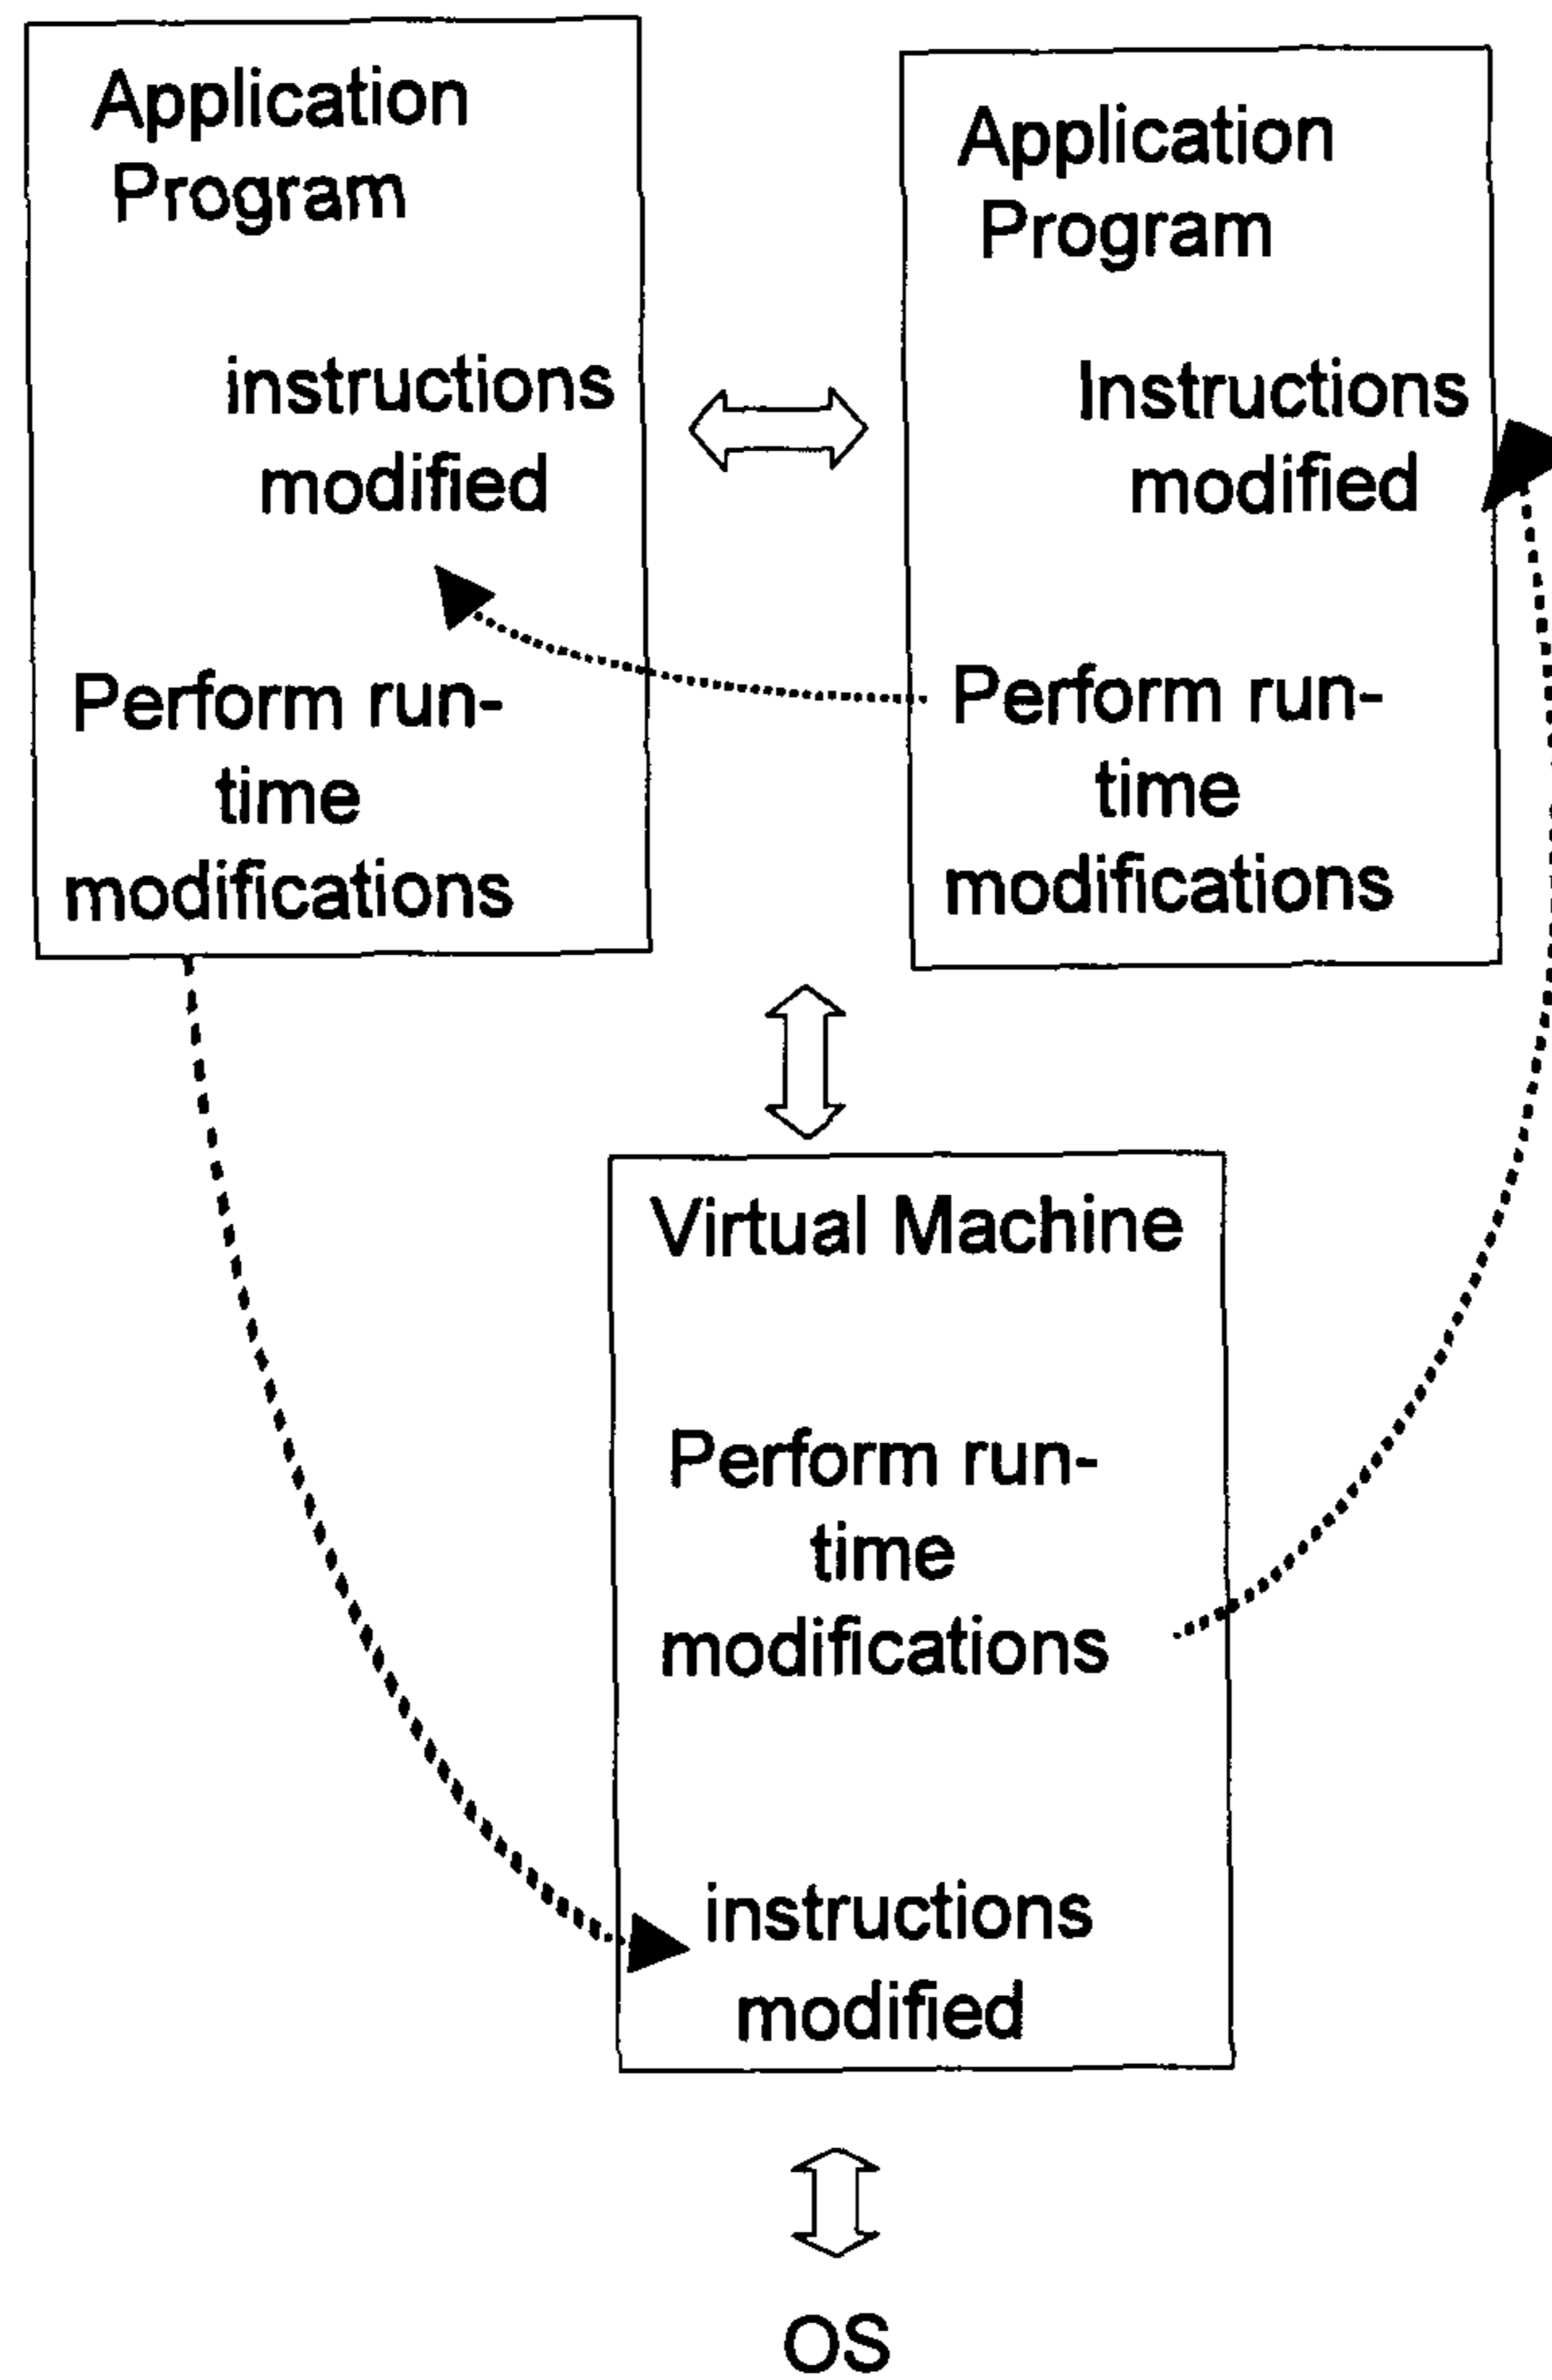 Application
Program
instructions
modified
Perform run-
time
modifications
Application
Program
Instructions
modified
Perform run-
time
modifications
Virtual Machine
Perform run-
time
modifications
instructions
modified
OS